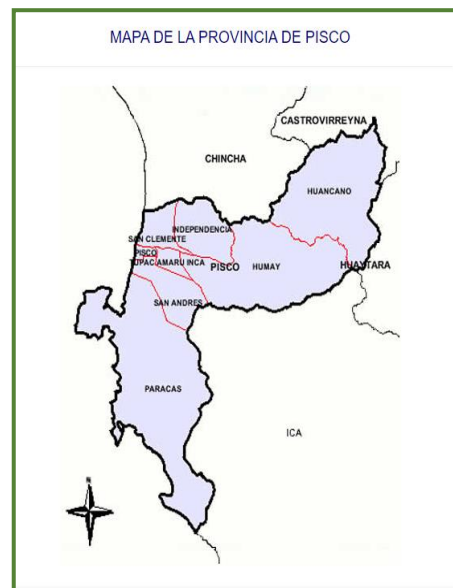 MAPA DE LA PROVINCIA DE PISCO
CASTROVIRREYNA
CHINCHA
HUANCANO
INDEPENDENCIA
SAN CLEMENTE
PISCO
TUPAC AMARU INCA
PISCO
HUMAY
HUAYTARA
SAN ANDRES
PARACAS
ICA
N